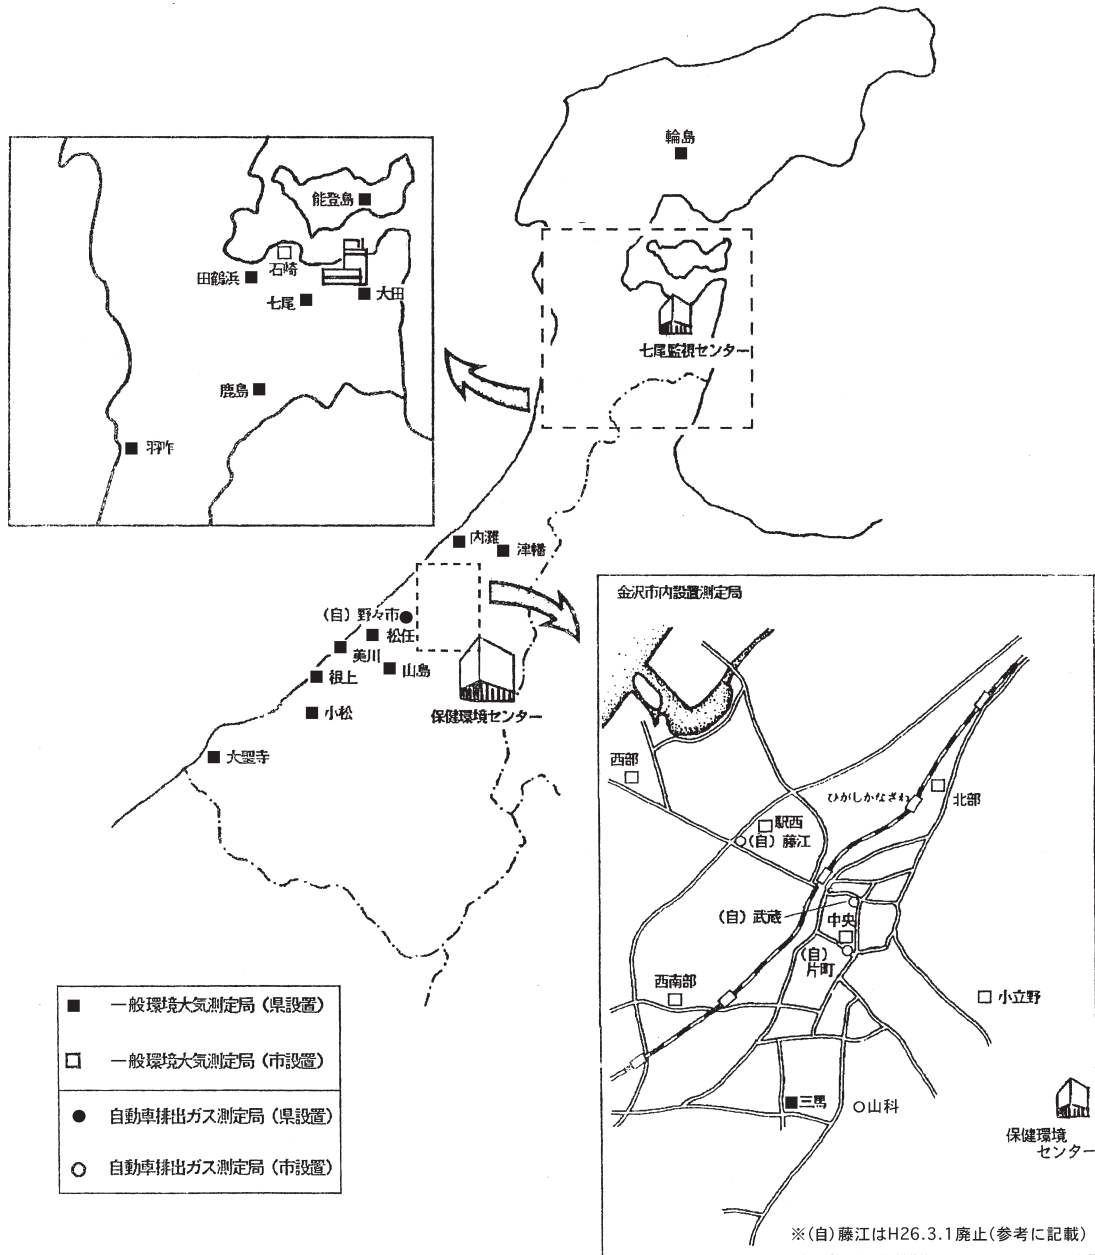 輪島
能登島
石崎
田鶴浜
七尾
大田
鹿島
羽咋
七尾監視センター
内灘
津幡
(自) 野々市
松任
美川
山島
根上
小松
大聖寺
保健環境センター
金沢市内設置測定局
西部
ひがしかなざわ
北部
駅西
(自) 藤江
(自) 武蔵
中央
(自)
片町
西南部
小立野
三馬
山科
保健環境
センター
※(自)藤江はH26.3.1廃止(参考に記載)
一般環境大気測定局 (県設置)
一般環境大気測定局 (市設置)
自動車排出ガス測定局 (県設置)
自動車排出ガス測定局 (市設置)